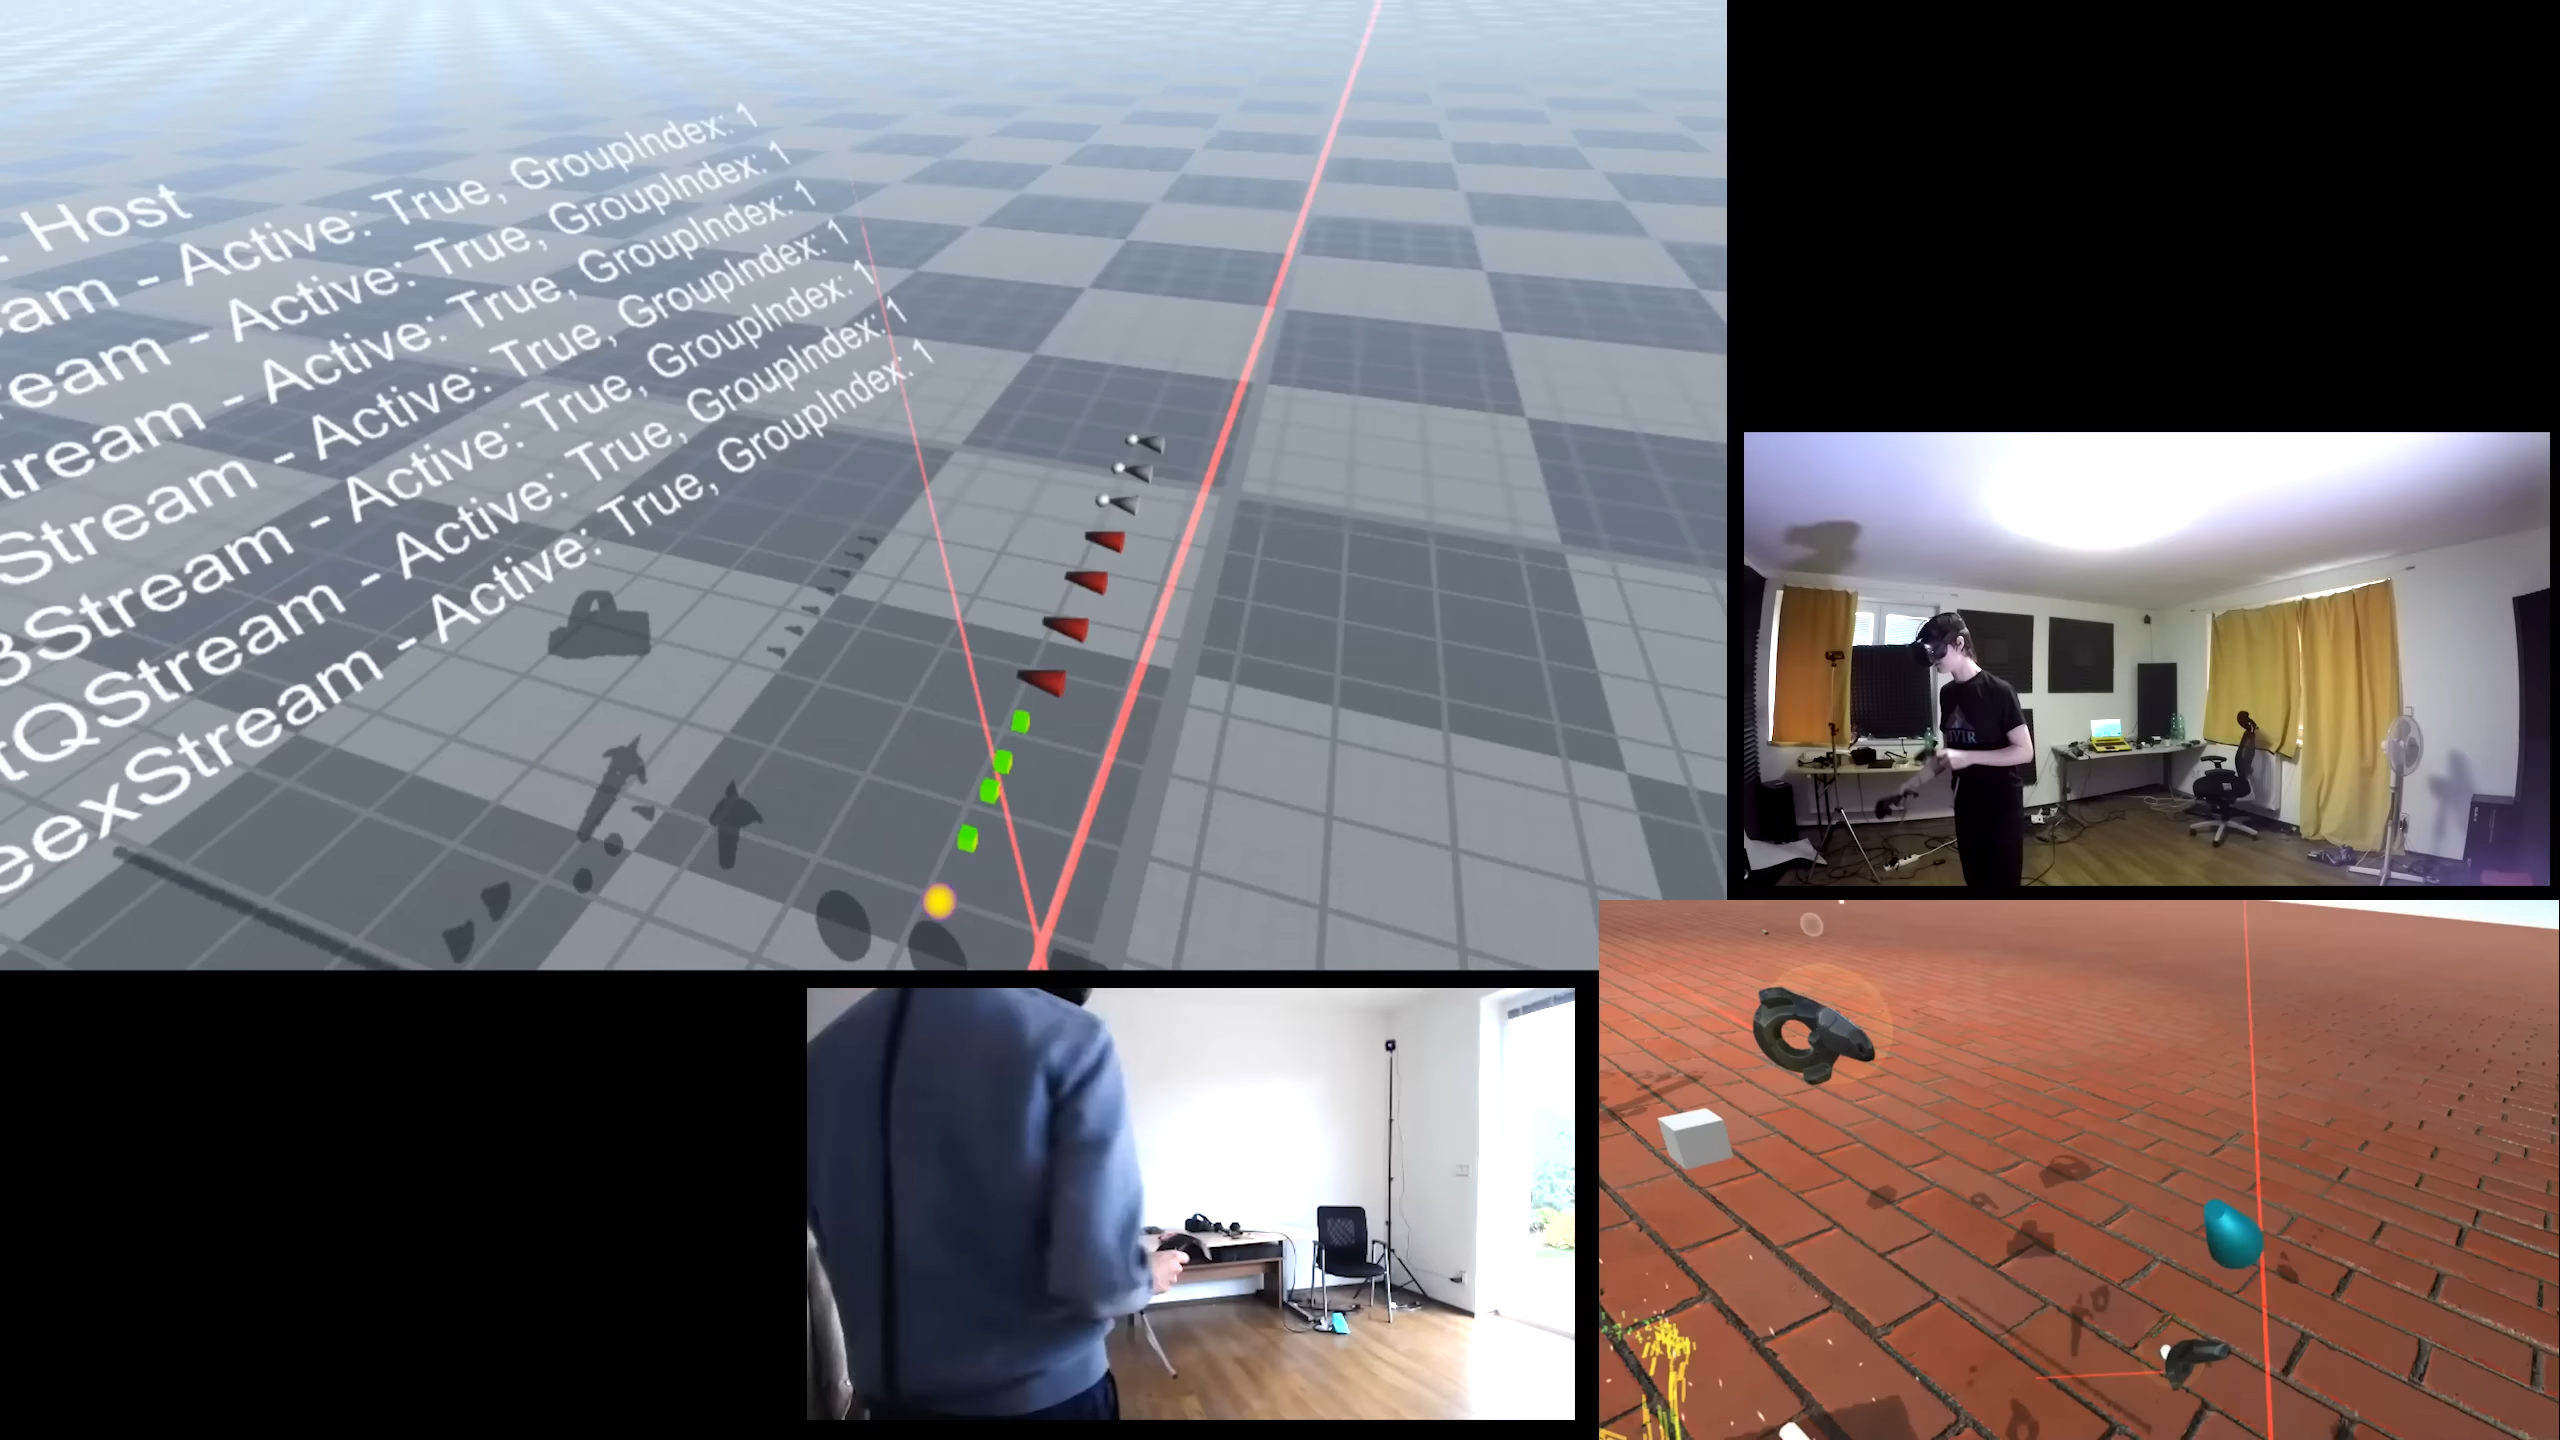 : Host
eam - Active: True, GroupIndex: 1
ream - Active: True, GroupIndex: 1
tream - Active: True, GroupIndex: 1
Stream - Active: True, GroupIndex: 1
3Stream - Active: True, GroupIndex: 1
tQStream - Active: True, GroupIndex: 1
eexStream - Active: True, GroupIndex: 1